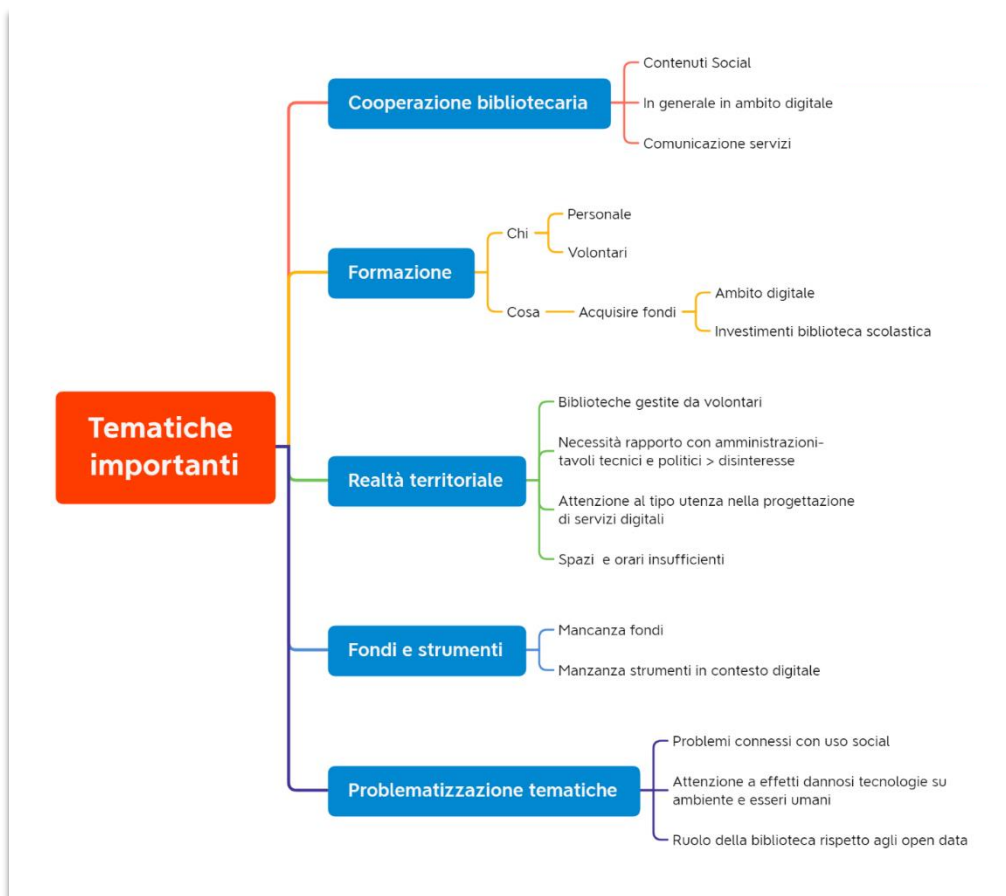 Tematiche
importanti
Cooperazione bibliotecaria
Contenuti Social
In generale in ambito digitale
Comunicazione servizi
Formazione
Chi
Personale
Volontari
Cosa
Acquisire fondi
Ambito digitale
Investimenti biblioteca scolastica
Realtà territoriale
Biblioteche gestite da volontari
Necessità rapporto con amministrazioni-
tavoli tecnici e politici > disinteresse
Attenzione al tipo utenza nella progettazione
di servizi digitali
Spazi e orari insufficienti
Fondi e strumenti
Mancanza fondi
Manzanza strumenti in contesto digitale
Problematizzazione tematiche
Problemi connessi con uso social
Attenzione a effetti dannosi tecnologie su
ambiente e esseri umani
Ruolo della biblioteca rispetto agli open data